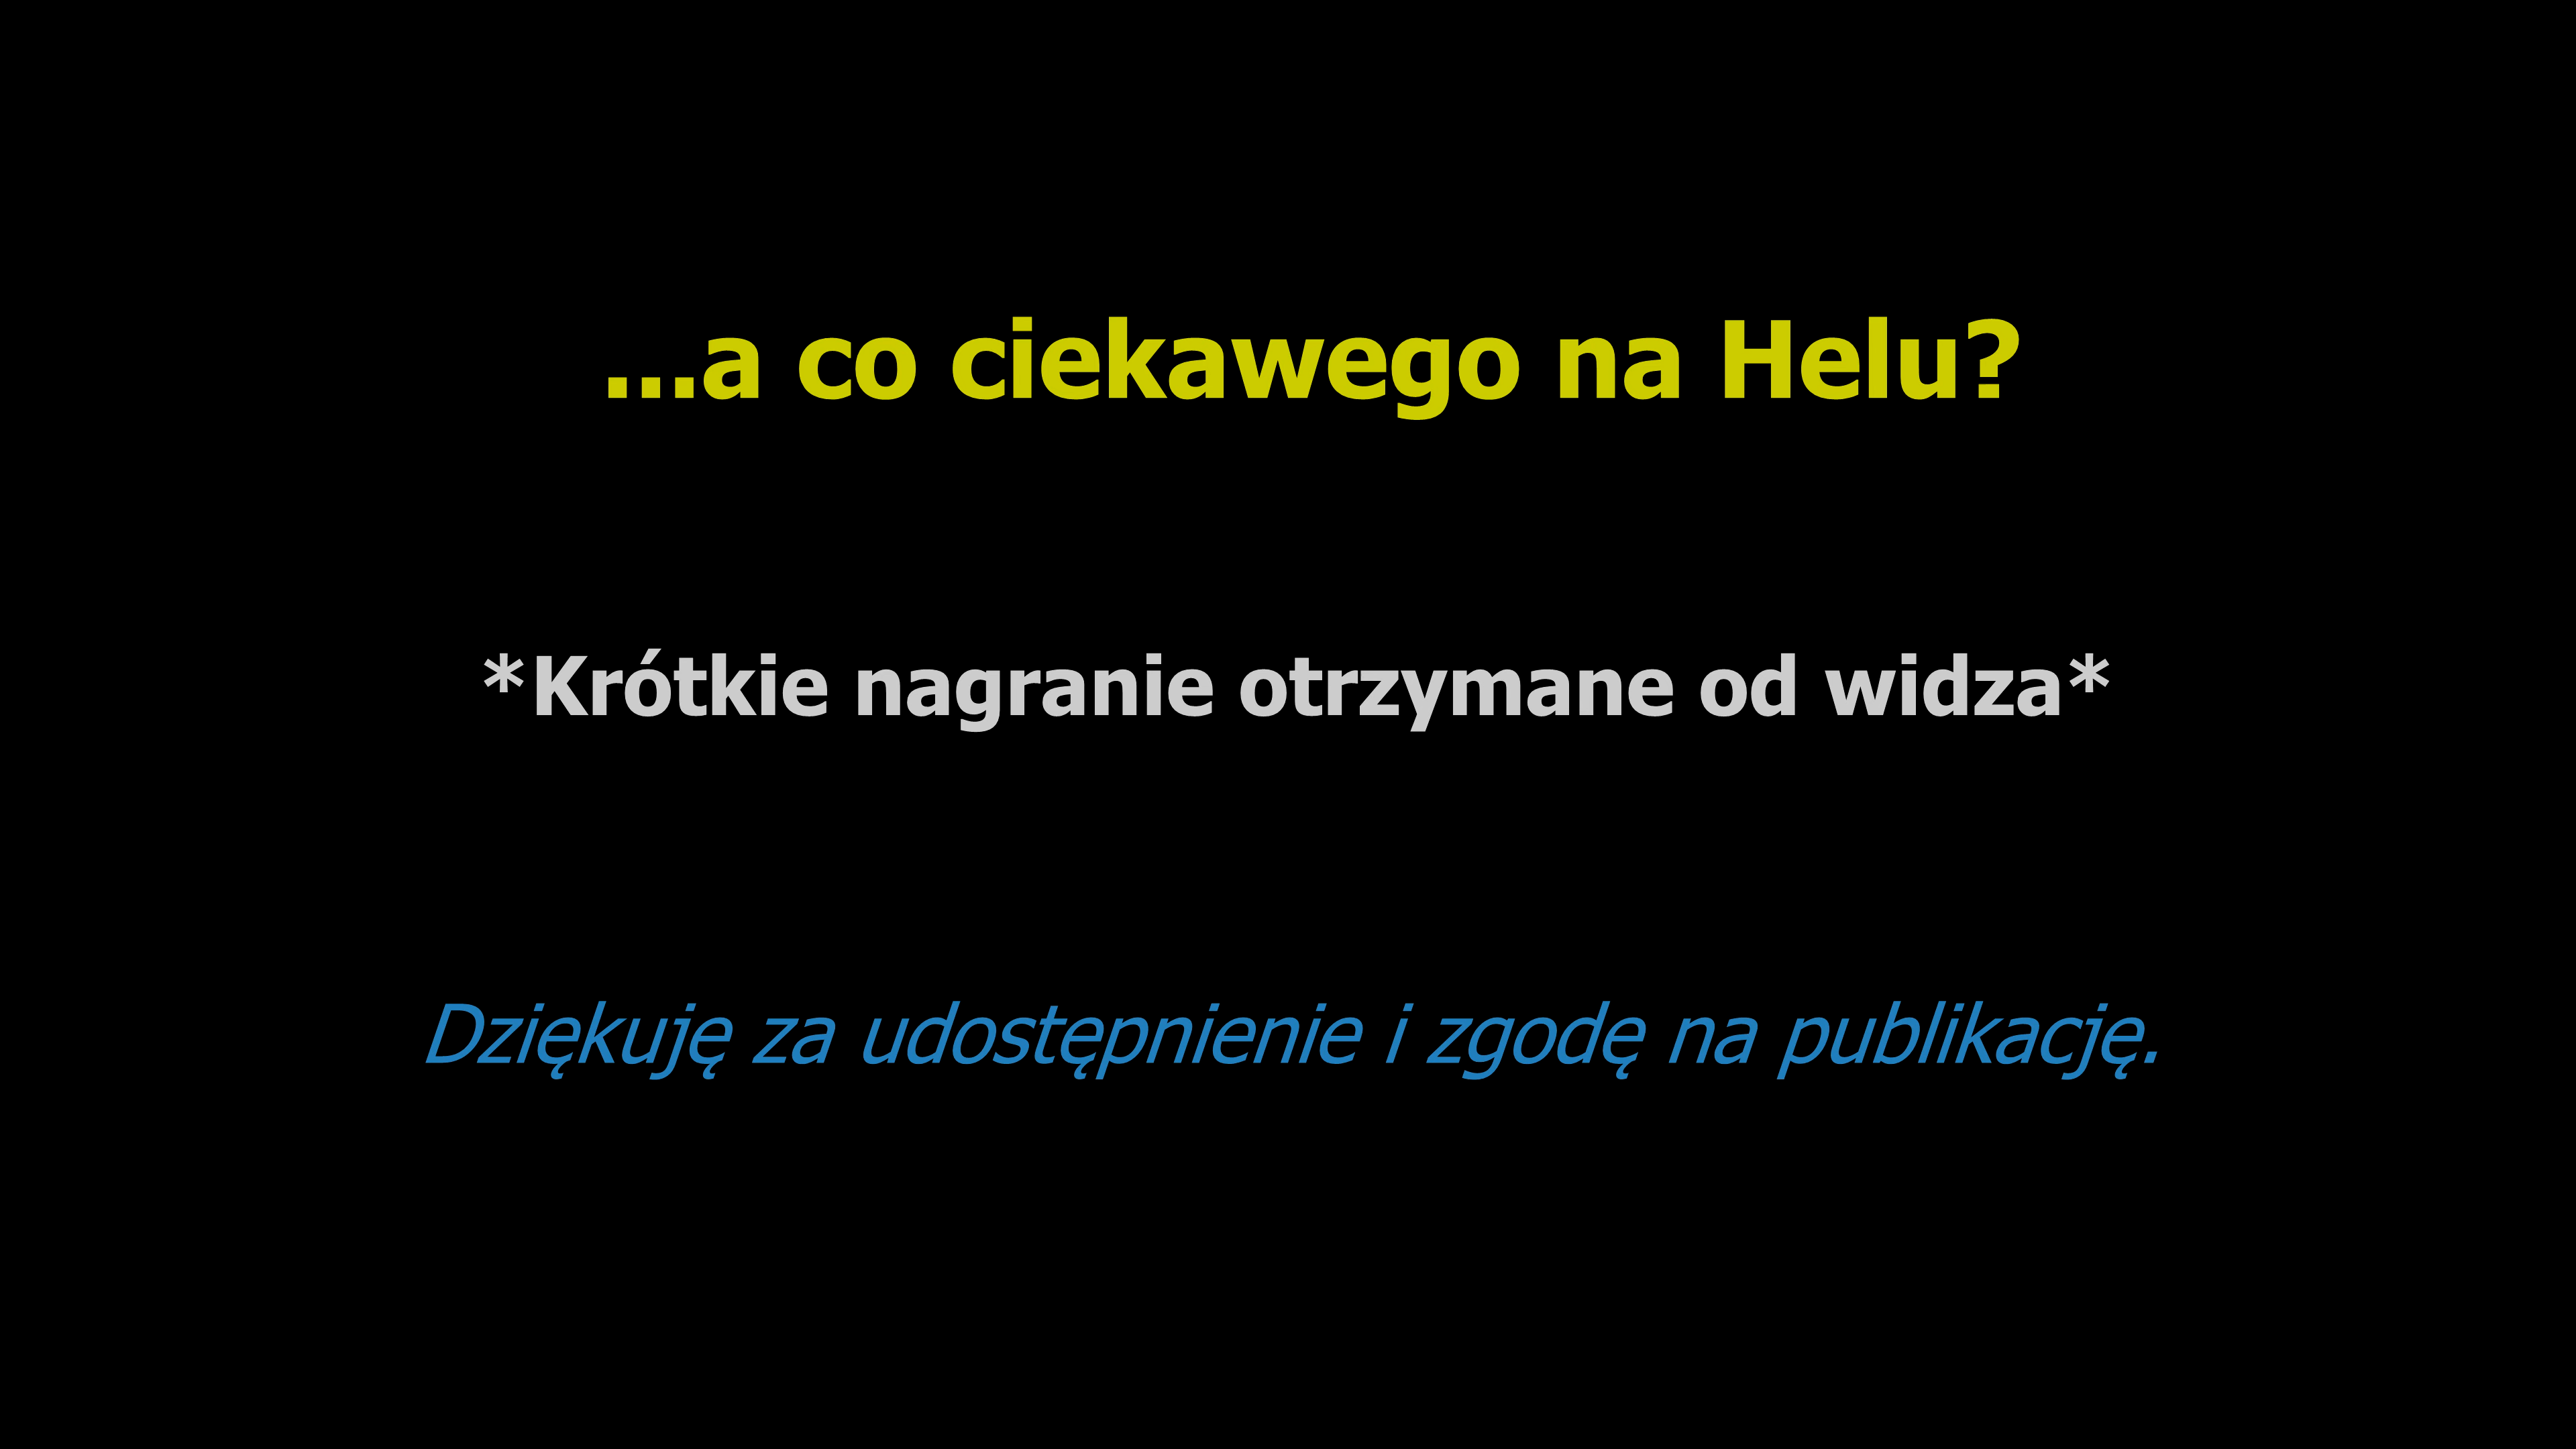 ...a co ciekawego na Helu?
*Krótkie nagranie otrzymane od widza*
Dziękuję za udostępnienie i zgodę na publikację.